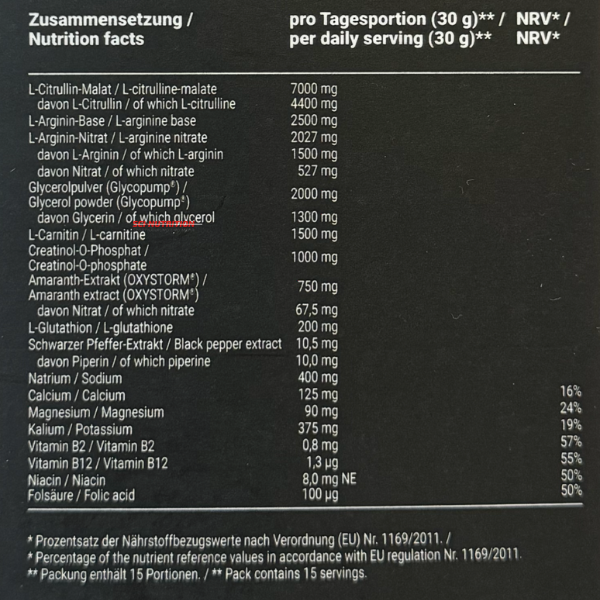 Zusammensetzung / pro Tagesportion (30 g)** / NRV* /
Nutrition facts per daily serving (30 g)** NRV*
L-Citrullin-Malat / L-citrulline-malate 7000 mg
davon L-Citrullin / of which L-citrulline 4400 mg
L-Arginin-Base / L-arginine base 2500 mg
L-Arginin-Nitrat / L-arginine nitrate 2027 mg
davon L-Arginin / of which L-arginin 1500 mg
davon Nitrat / of which nitrate 527 mg
Glycerolpulver (Glycopump®) /
Glycerol powder (Glycopump®) 2000 mg
davon Glycerin / of which glycerol 1300 mg
L-Carnitin / L-carnitine 1500 mg
Creatinol-O-Phosphat /
Creatinol-O-phosphate 1000 mg
Amaranth-Extrakt (OXYSTORM®) /
Amaranth extract (OXYSTORM®) 750 mg
davon Nitrat / of which nitrate 67,5 mg
L-Glutathion / L-glutathione 200 mg
Schwarzer Pfeffer-Extrakt / Black pepper extract 10,5 mg
davon Piperin / of which piperine 10,0 mg
Natrium / Sodium 400 mg
Calcium / Calcium 125 mg 16%
Magnesium / Magnesium 90 mg 24%
Kalium / Potassium 375 mg 19%
Vitamin B2 / Vitamin B2 0,8 mg 57%
Vitamin B12 / Vitamin B12 1,3 µg 55%
Niacin / Niacin 8,0 mg NE 50%
Folsäure / Folic acid 100 µg 50%
* Prozentsatz der Nährstoffbezugswerte nach Verordnung (EU) Nr. 1169/2011. /
* Percentage of the nutrient reference values in accordance with EU regulation Nr. 1169/2011.
** Packung enthält 15 Portionen. / ** Pack contains 15 servings.